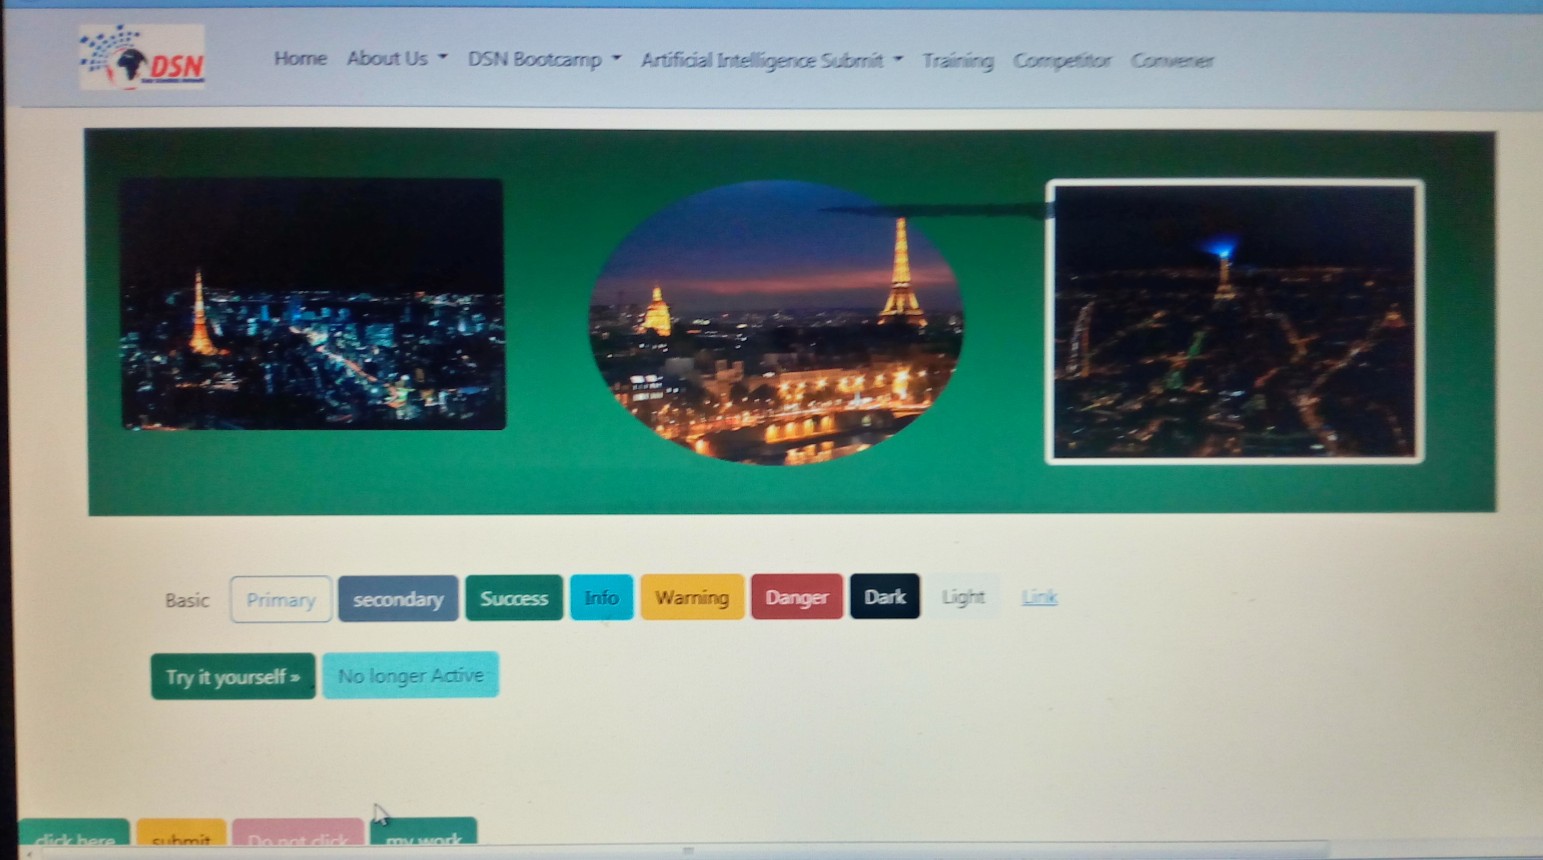 DSN
Home About Us DSN Bootcamp Artificial Intelligence Submit Training Competitor Convener
Basic Primary secondary Success Info Warning Danger Dark Light Link
Try it yourself » No longer Active
click here submit Do not click my work